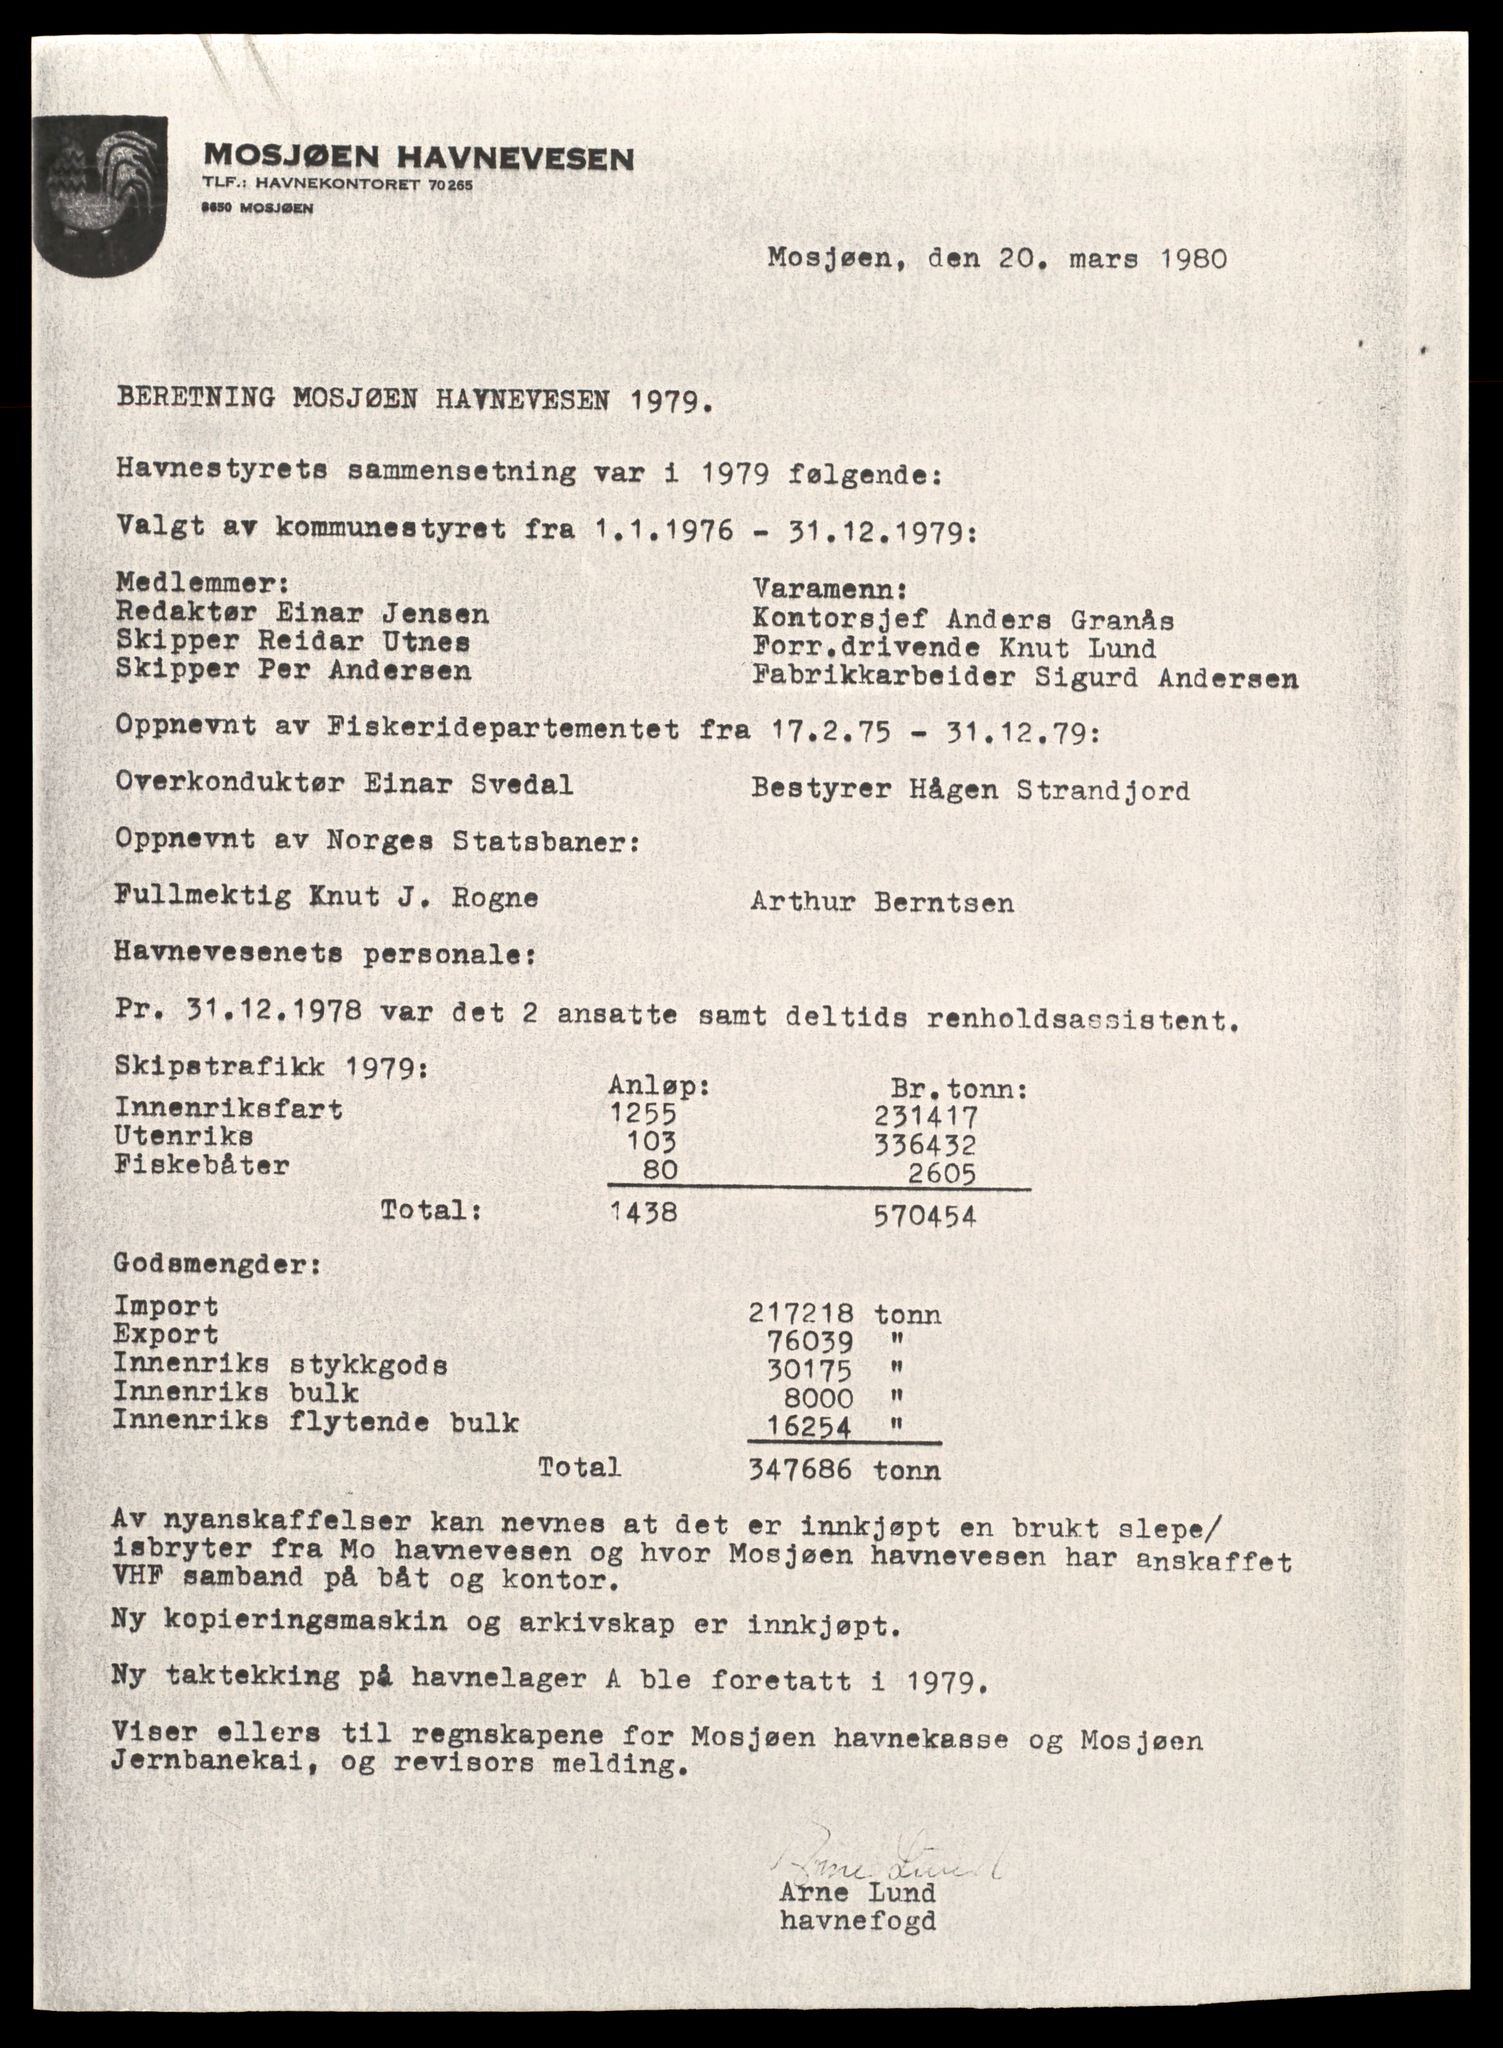 MOSJØEN HAVNEVESEN
TLF.: HAVNEKONTORET 70265
8650 MOSJØEN
Mosjøen, den 20. mars 1980
BERETNING MOSJØEN HAVNEVESEN 1979.
Havnestyrets sammensetning var i 1979 følgende:
Valgt av kommunestyret fra 1.1.1976 - 31.12.1979:
Medlemmer: Varamenn:
Redaktør Einar Jensen Kontorsjef Anders Granås
Skipper Reidar Utnes Forr.drivende Knut Lund
Skipper Per Andersen Fabrikkarbeider Sigurd Andersen
Oppnevnt av Fiskeridepartementet fra 17.2.75 - 31.12.79:
Overkonduktør Einar Svedal Bestyrer Hågen Strandjord
Oppnevnt av Norges Statsbaner:
Fullmektig Knut J. Rogne Arthur Berntsen
Havnevesenets personale:
Pr. 31.12.1978 var det 2 ansatte samt deltids renholdsassistent.
Skipstrafikk 1979: Anløp: Br.tonn:
Innenriksfart 1255 231417
Utenriks 103 336432
Fiskebåter 80 2605
Total: 1438 570454
Godsmengder:
Import 217218 tonn
Export 76039 "
Innenriks stykkgods 30175 "
Innenriks bulk 8000 "
Innenriks flytende bulk 16254 "
Total 347686 tonn
Av nyanskaffelser kan nevnes at det er innkjøpt en brukt slepe/
isbryter fra Mo havnevesen og hvor Mosjøen havnevesen har anskaffet
VHF samband på båt og kontor.
Ny kopieringsmaskin og arkivskap er innkjøpt.
Ny taktekking på havnelager A ble foretatt i 1979.
Viser ellers til regnskapene for Mosjøen havnekasse og Mosjøen
Jernbanekai, og revisors melding.
Arne Lund
Arne Lund
havnefogd